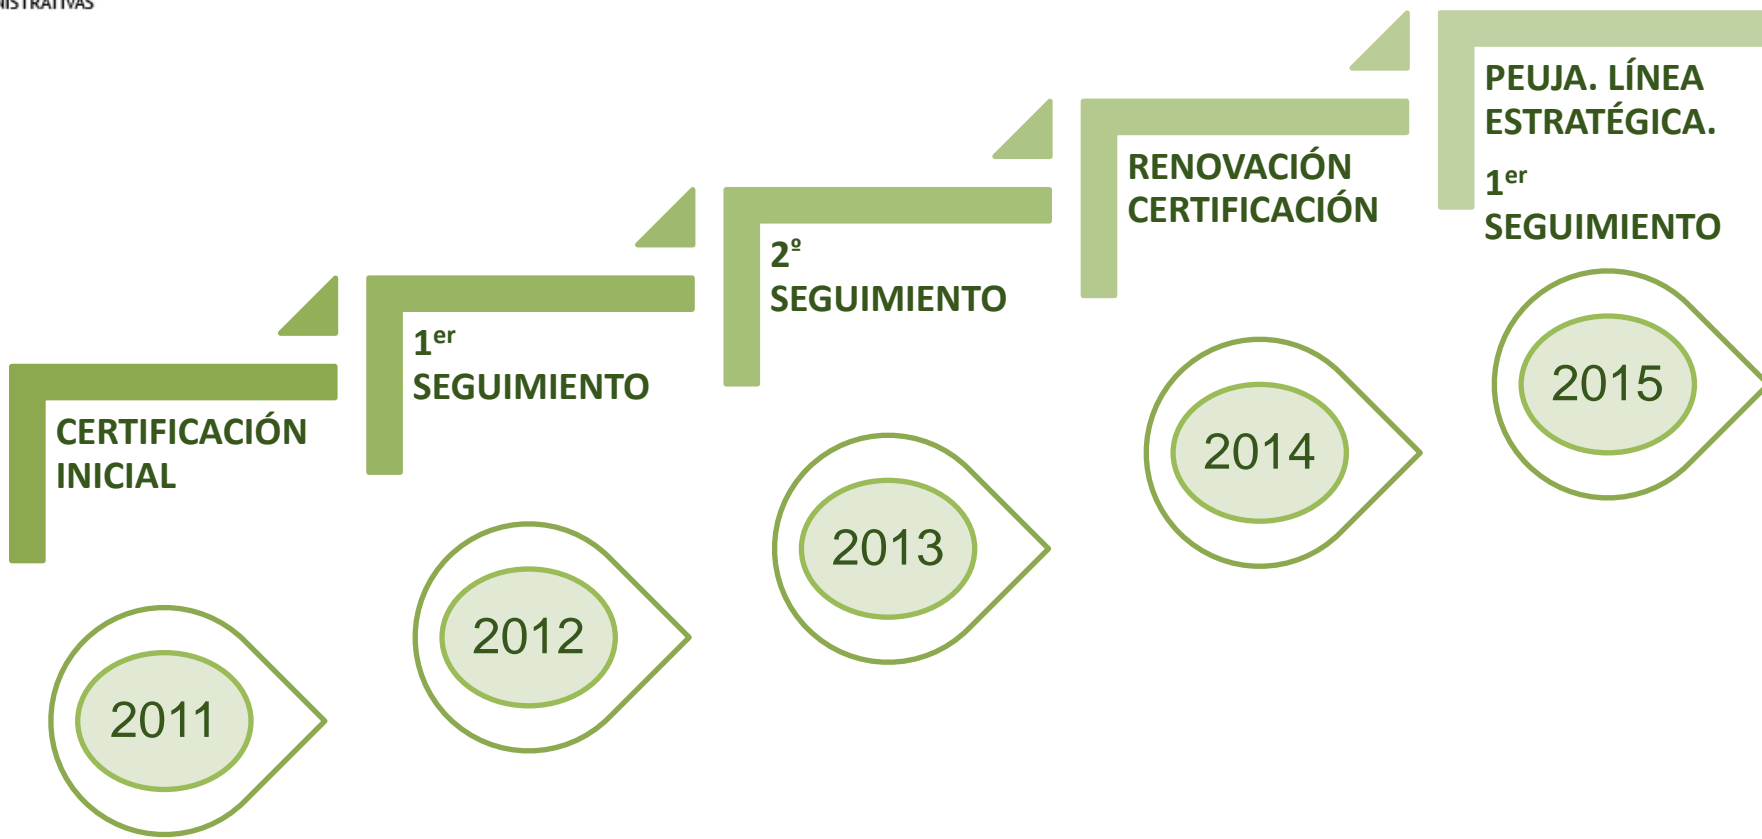 CERTIFICACIÓN
INICIAL
2011
1er
SEGUIMIENTO
2012
2º
SEGUIMIENTO
2013
RENOVACIÓN
CERTIFICACIÓN
2014
PEUJA. LÍNEA
ESTRATÉGICA.
1er
SEGUIMIENTO
2015